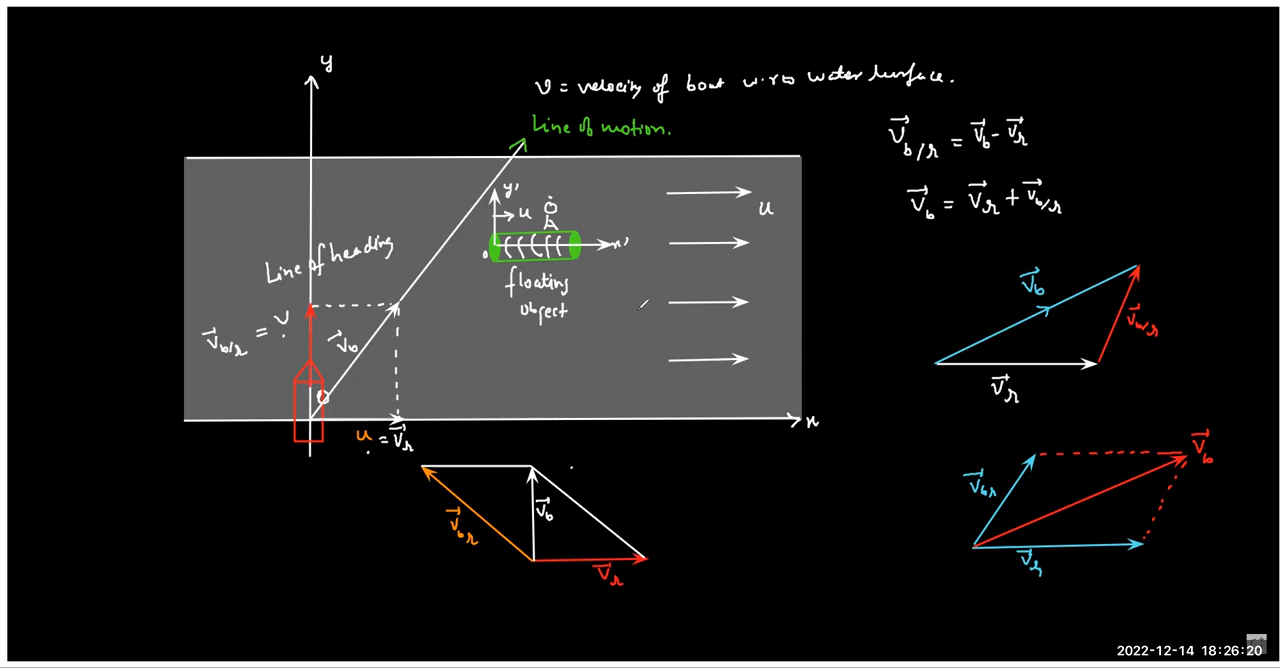 y
v = velocity of boat w.r.to water surface.
Line of motion.
V⃗b/r = V⃗b - V⃗r
V⃗b = V⃗r + V⃗b/r
y'
u
u
x'
o
floating
object
Line of heading
V⃗b/r = v
V⃗b
O
x
u = V⃗r
V⃗b
V⃗b/r
V⃗r
V⃗br
V⃗b
V⃗r
V⃗br
V⃗b
V⃗r
2022-12-14 18:26:20